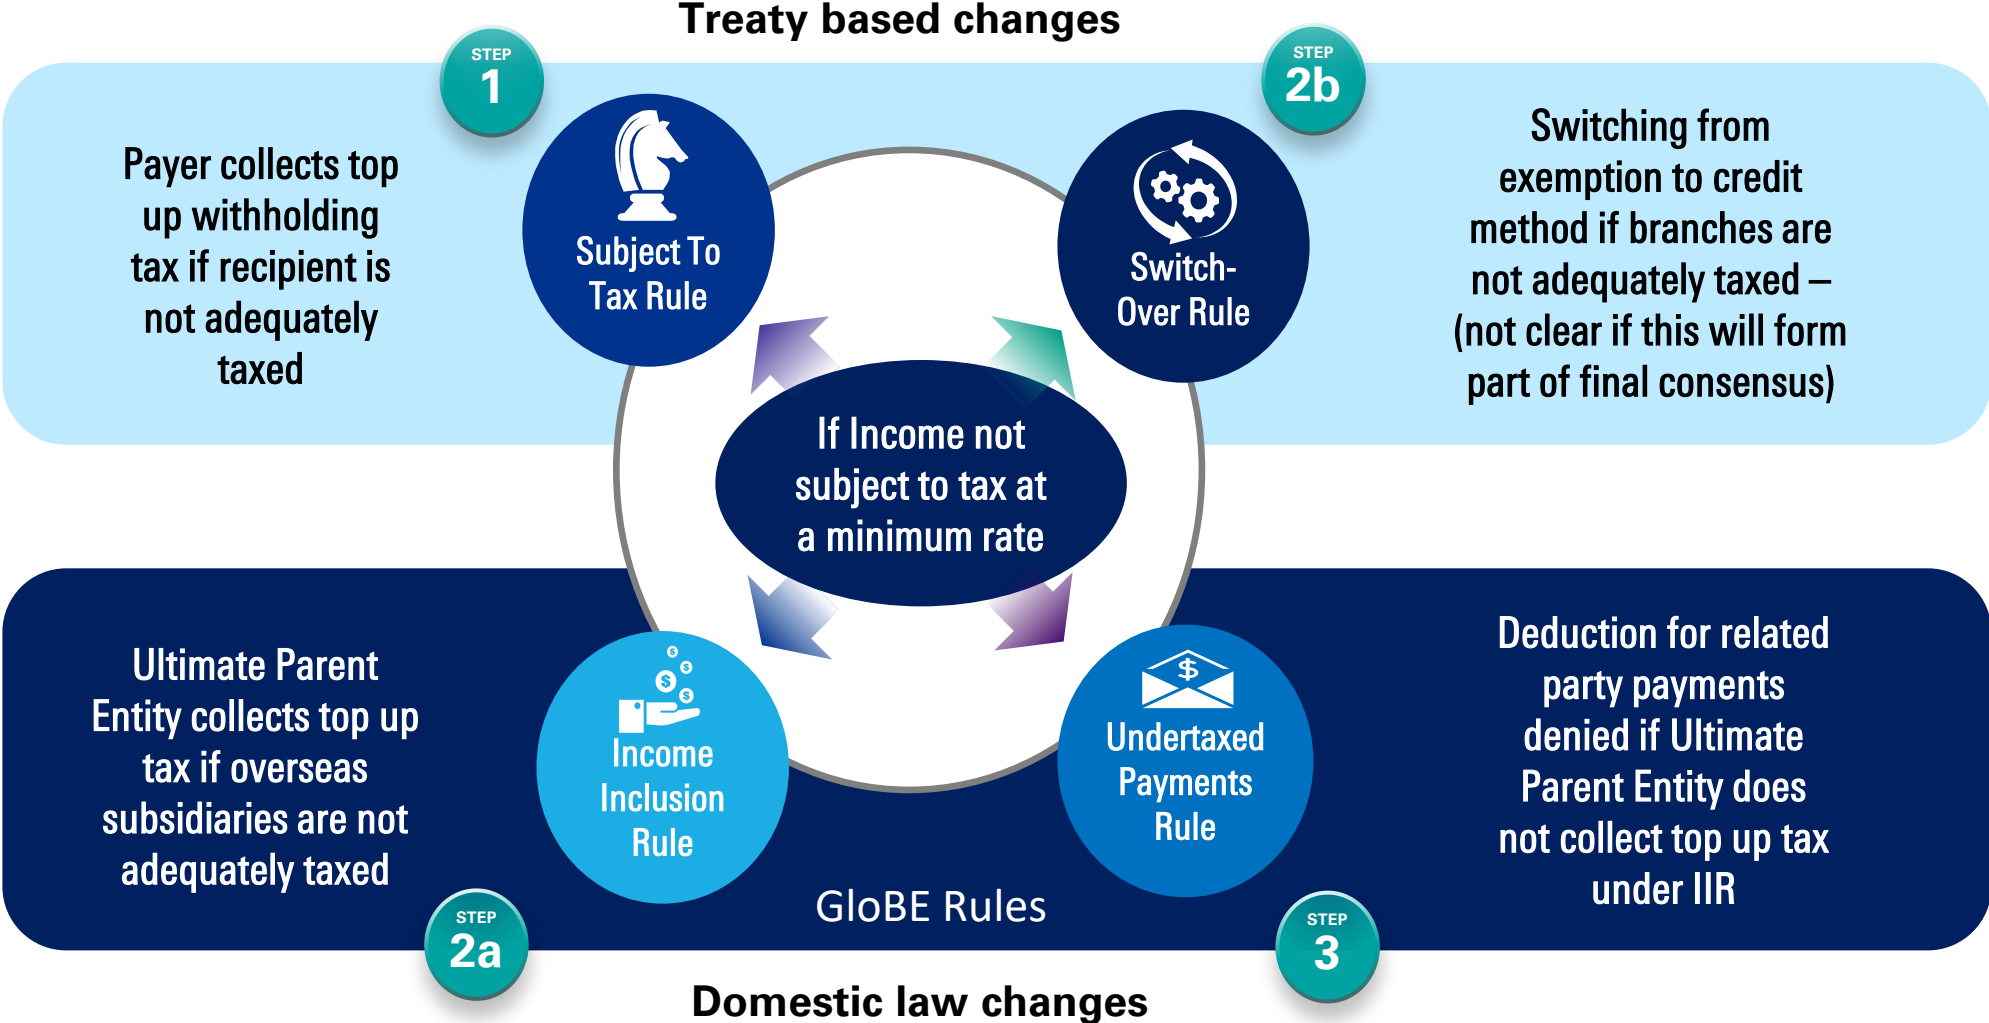 Treaty based changes
STEP
1
STEP
2b
Payer collects top
up withholding
tax if recipient is
not adequately
taxed
Subject To
Tax Rule
Switch-
Over Rule
Switching from
exemption to credit
method if branches are
not adequately taxed –
(not clear if this will form
part of final consensus)
If Income not
subject to tax at
a minimum rate
Ultimate Parent
Entity collects top up
tax if overseas
subsidiaries are not
adequately taxed
$
$
$
$
Income
Inclusion
Rule
$
Undertaxed
Payments
Rule
Deduction for related
party payments
denied if Ultimate
Parent Entity does
not collect top up tax
under IIR
GloBE Rules
STEP
2a
STEP
3
Domestic law changes